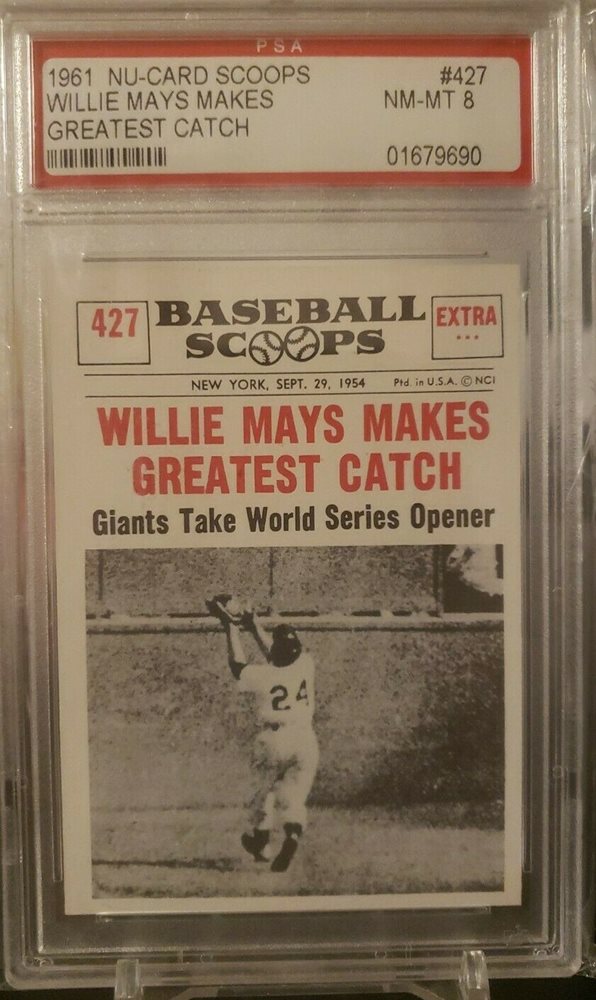 PSA
1961 NU-CARD SCOOPS #427
WILLIE MAYS MAKES NM-MT 8
GREATEST CATCH
01679690
427 BASEBALL EXTRA
SCOOPS ...
NEW YORK, SEPT. 29, 1954 Ptd. in U.S.A. © NCI
WILLIE MAYS MAKES
GREATEST CATCH
Giants Take World Series Opener
24